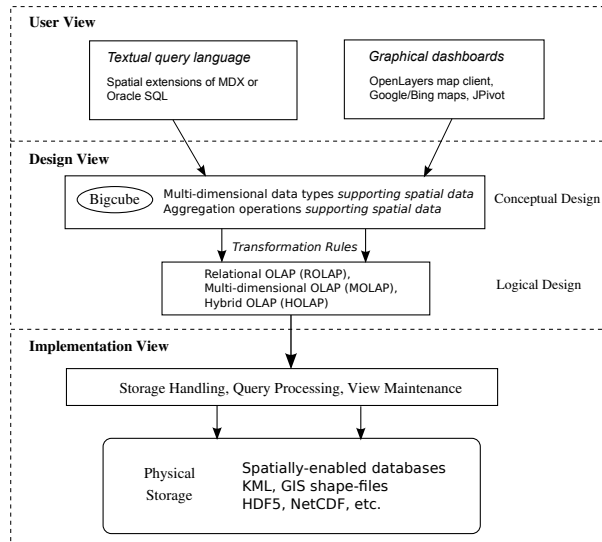 User View
Textual query language
Spatial extensions of MDX or
Oracle SQL
Graphical dashboards
OpenLayers map client,
Google/Bing maps, JPivot
Design View
Bigcube
Multi-dimensional data types supporting spatial data
Aggregation operations supporting spatial data
Conceptual Design
Transformation Rules
Relational OLAP (ROLAP),
Multi-dimensional OLAP (MOLAP),
Hybrid OLAP (HOLAP)
Logical Design
Implementation View
Storage Handling, Query Processing, View Maintenance
Physical
Storage
Spatially-enabled databases
KML, GIS shape-files
HDF5, NetCDF, etc.